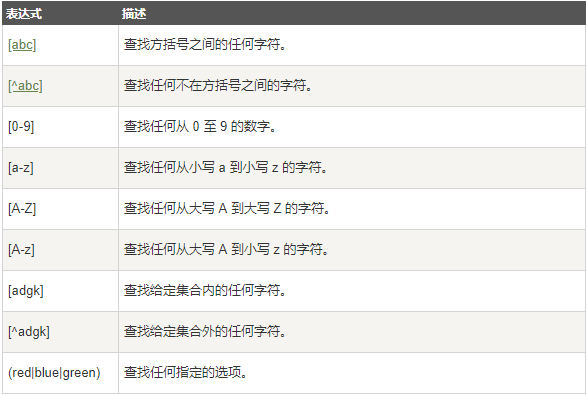 表达式 描述
[abc] 查找方括号之间的任何字符。
[^abc] 查找任何不在方括号之间的字符。
[0-9] 查找任何从 0 至 9 的数字。
[a-z] 查找任何从小写 a 到小写 z 的字符。
[A-Z] 查找任何从大写 A 到大写 Z 的字符。
[A-z] 查找任何从大写 A 到小写 z 的字符。
[adgk] 查找给定集合内的任何字符。
[^adgk] 查找给定集合外的任何字符。
(red|blue|green) 查找任何指定的选项。